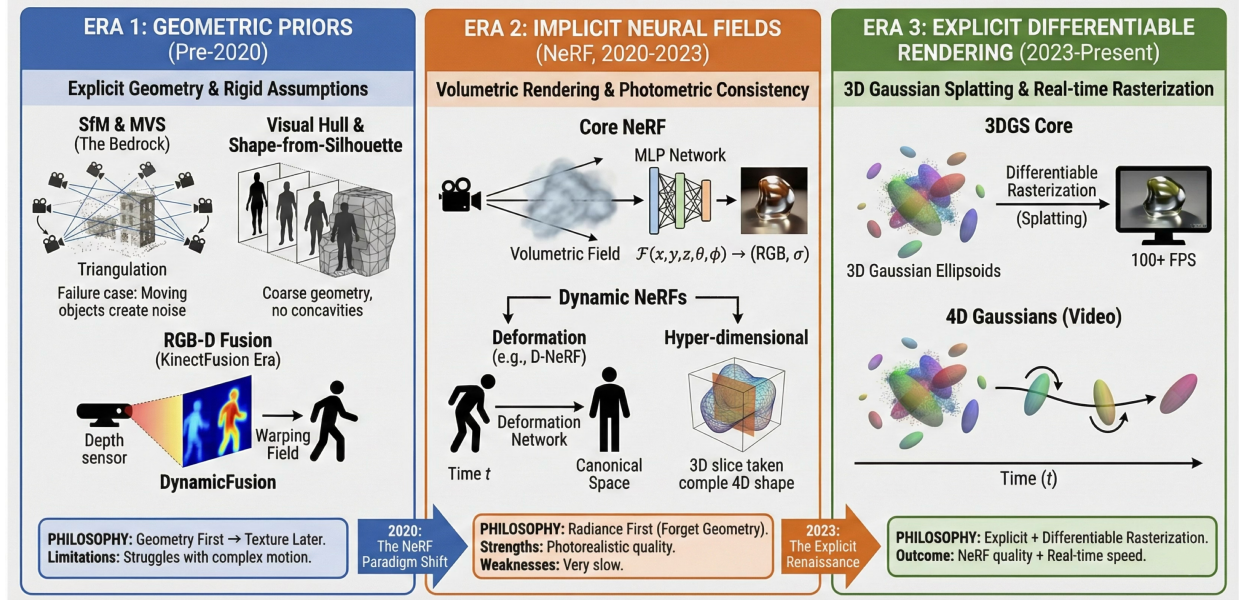 ERA 1: GEOMETRIC PRIORS
(Pre-2020)
Explicit Geometry & Rigid Assumptions
SfM & MVS
(The Bedrock)
Triangulation
Failure case: Moving
objects create noise
Visual Hull &
Shape-from-Silhouette
Coarse geometry,
no concavities
RGB-D Fusion
(KinectFusion Era)
Depth
sensor
Warping
Field
DynamicFusion
PHILOSOPHY: Geometry First → Texture Later.
Limitations: Struggles with complex motion.
2020:
The NeRF
Paradigm Shift
ERA 2: IMPLICIT NEURAL FIELDS
(NeRF, 2020-2023)
Volumetric Rendering & Photometric Consistency
Core NeRF
MLP Network
Volumetric Field
F(x,y,z,θ,ϕ) → (RGB, σ)
Dynamic NeRFs
Deformation
(e.g., D-NeRF)
Deformation
Network
Time t
Canonical
Space
Hyper-dimensional
3D slice taken
comple 4D shape
PHILOSOPHY: Radiance First (Forget Geometry).
Strengths: Photorealistic quality.
Weaknesses: Very slow.
2023:
The Explicit
Renaissance
ERA 3: EXPLICIT DIFFERENTIABLE
RENDERING (2023-Present)
3D Gaussian Splatting & Real-time Rasterization
3DGS Core
Differentiable
Rasterization
(Splatting)
3D Gaussian Ellipsoids
100+ FPS
4D Gaussians (Video)
Time (t)
PHILOSOPHY: Explicit + Differentiable Rasterization.
Outcome: NeRF quality + Real-time speed.